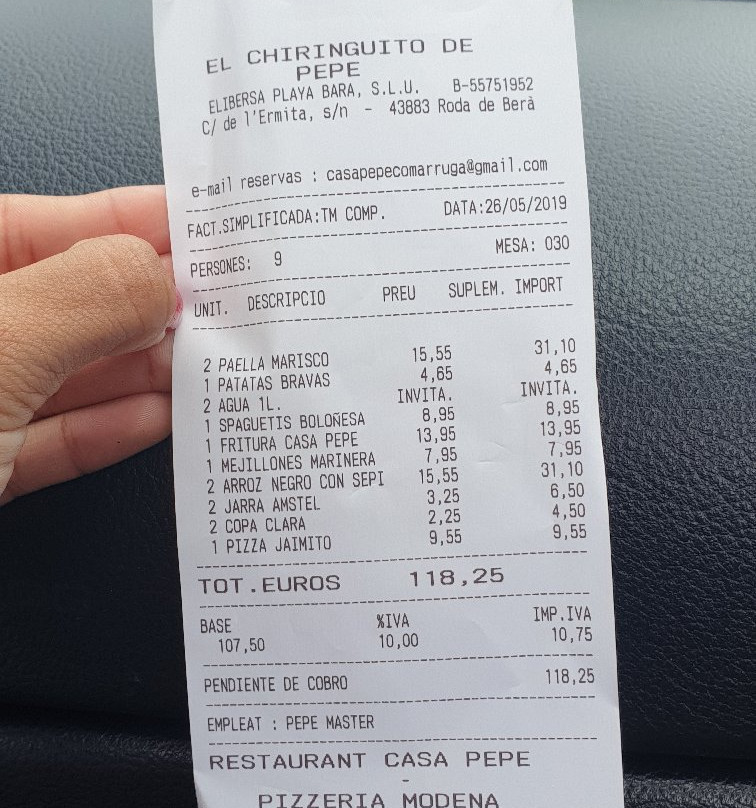 EL CHIRINGUITO DE
PEPE
ELIBERSA PLAYA BARA, S.L.U. B-55751952
C/ de l'Ermita, s/n - 43883 Roda de Berà
e-mail reservas : casapepecomarruga@gmail.com
FACT.SIMPLIFICADA:TM COMP. DATA:26/05/2019
PERSONES: 9 MESA: 030
UNIT. DESCRIPCIO PREU SUPLEM. IMPORT
2 PAELLA MARISCO 15,55 31,10
1 PATATAS BRAVAS 4,65 4,65
2 AGUA 1L. INVITA. INVITA.
1 SPAGUETIS BOLOÑESA 8,95 8,95
1 FRITURA CASA PEPE 13,95 13,95
1 MEJILLONES MARINERA 7,95 7,95
2 ARROZ NEGRO CON SEPI 15,55 31,10
2 JARRA AMSTEL 3,25 6,50
2 COPA CLARA 2,25 4,50
1 PIZZA JAIMITO 9,55 9,55
TOT.EUROS 118,25
BASE %IVA IMP.IVA
107,50 10,00 10,75
PENDIENTE DE COBRO 118,25
EMPLEAT : PEPE MASTER
RESTAURANT CASA PEPE
-
PIZZERIA MODENA